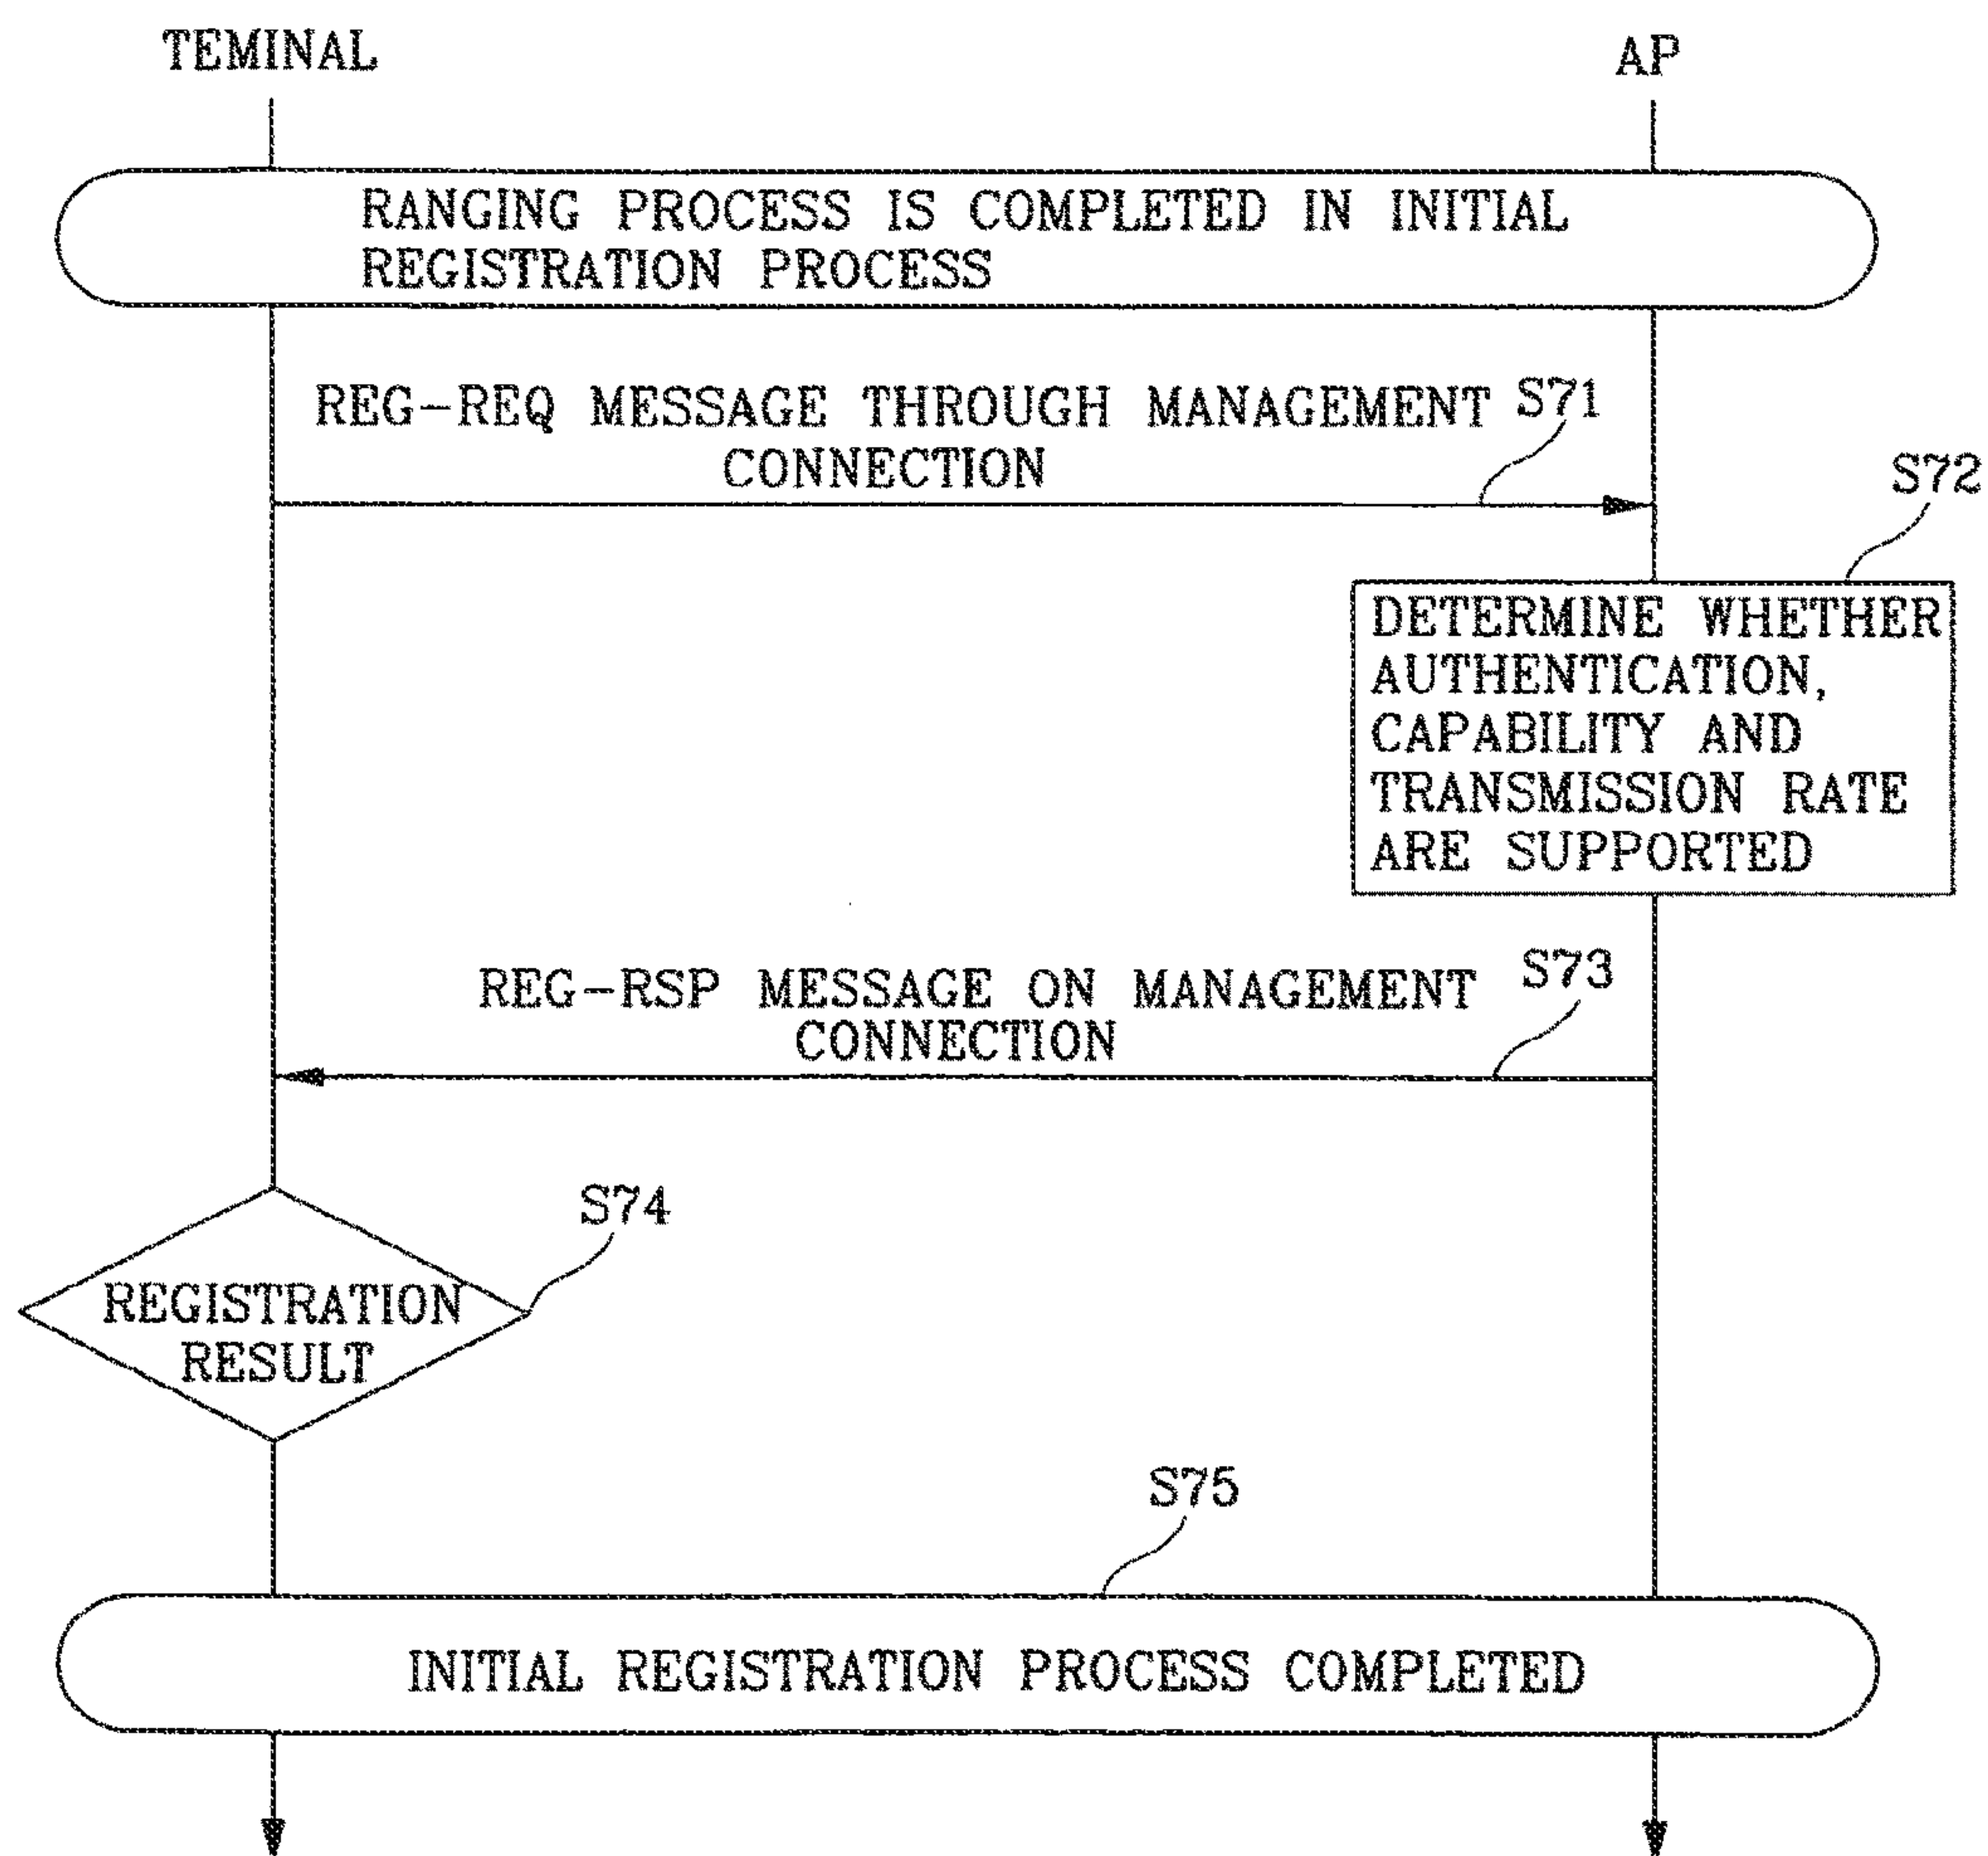 TEMINAL
AP
RANGING PROCESS IS COMPLETED IN INITIAL
REGISTRATION PROCESS
REG-REQ MESSAGE THROUGH MANAGEMENT
CONNECTION
S71
S72
DETERMINE WHETHER
AUTHENTICATION,
CAPABILITY AND
TRANSMISSION RATE
ARE SUPPORTED
REG-RSP MESSAGE ON MANAGEMENT
CONNECTION
S73
S74
REGISTRATION
RESULT
S75
INITIAL REGISTRATION PROCESS COMPLETED